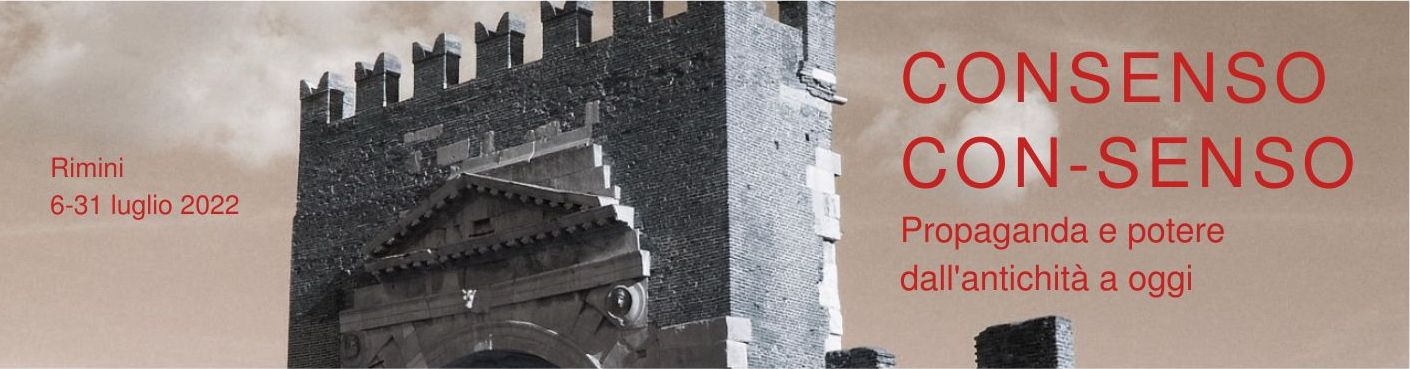 Rimini
6-31 luglio 2022
CONSENSO
CON-SENSO
Propaganda e potere
dall'antichità a oggi